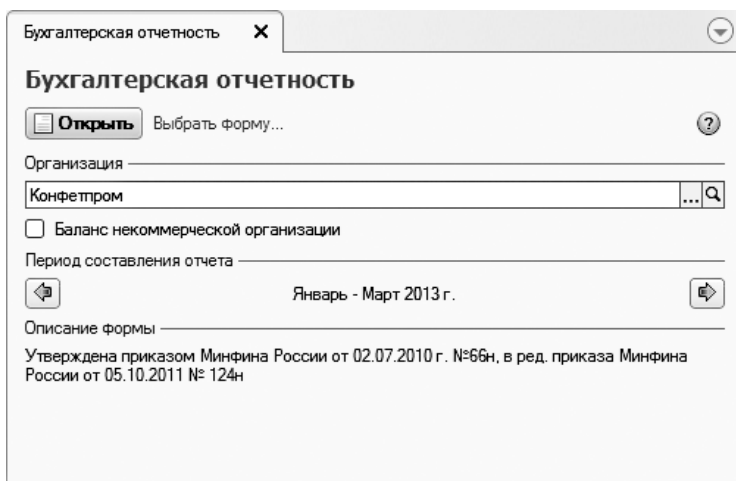 Бухгалтерская отчетность
Бухгалтерская отчетность
Открыть Выбрать форму...
?
Организация
Конфетпром ...
Баланс некоммерческой организации
Период составления отчета
Январь - Март 2013 г.
Описание формы
Утверждена приказом Минфина России от 02.07.2010 г. №66н, в ред. приказа Минфина
России от 05.10.2011 № 124н